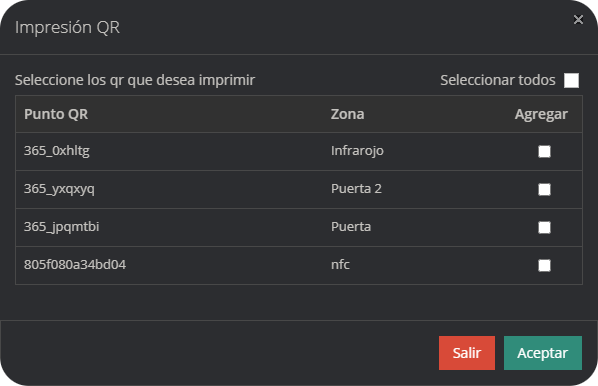 Impresión QR ×
Seleccione los qr que desea imprimir Seleccionar todos
Punto QR Zona Agregar
365_0xhltg Infrarojo
365_yxqxyq Puerta 2
365_jpqmtbi Puerta
805f080a34bd04 nfc
Salir Aceptar